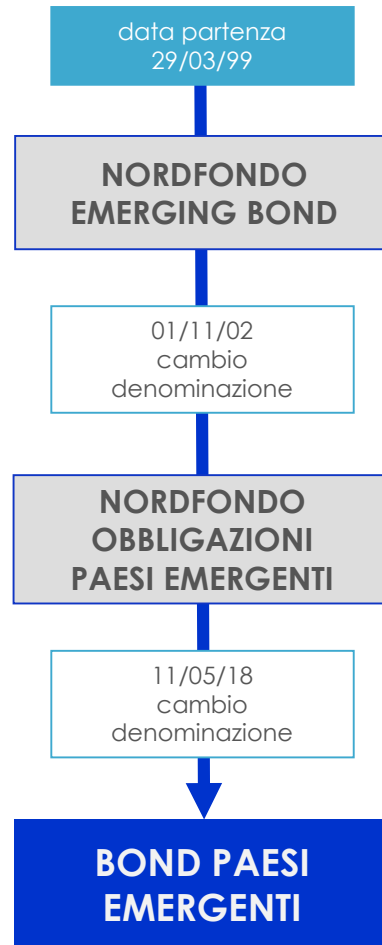 data partenza
29/03/99
NORDFONDO
EMERGING BOND
01/11/02
cambio
denominazione
NORDFONDO
OBBLIGAZIONI
PAESI EMERGENTI
11/05/18
cambio
denominazione
BOND PAESI
EMERGENTI